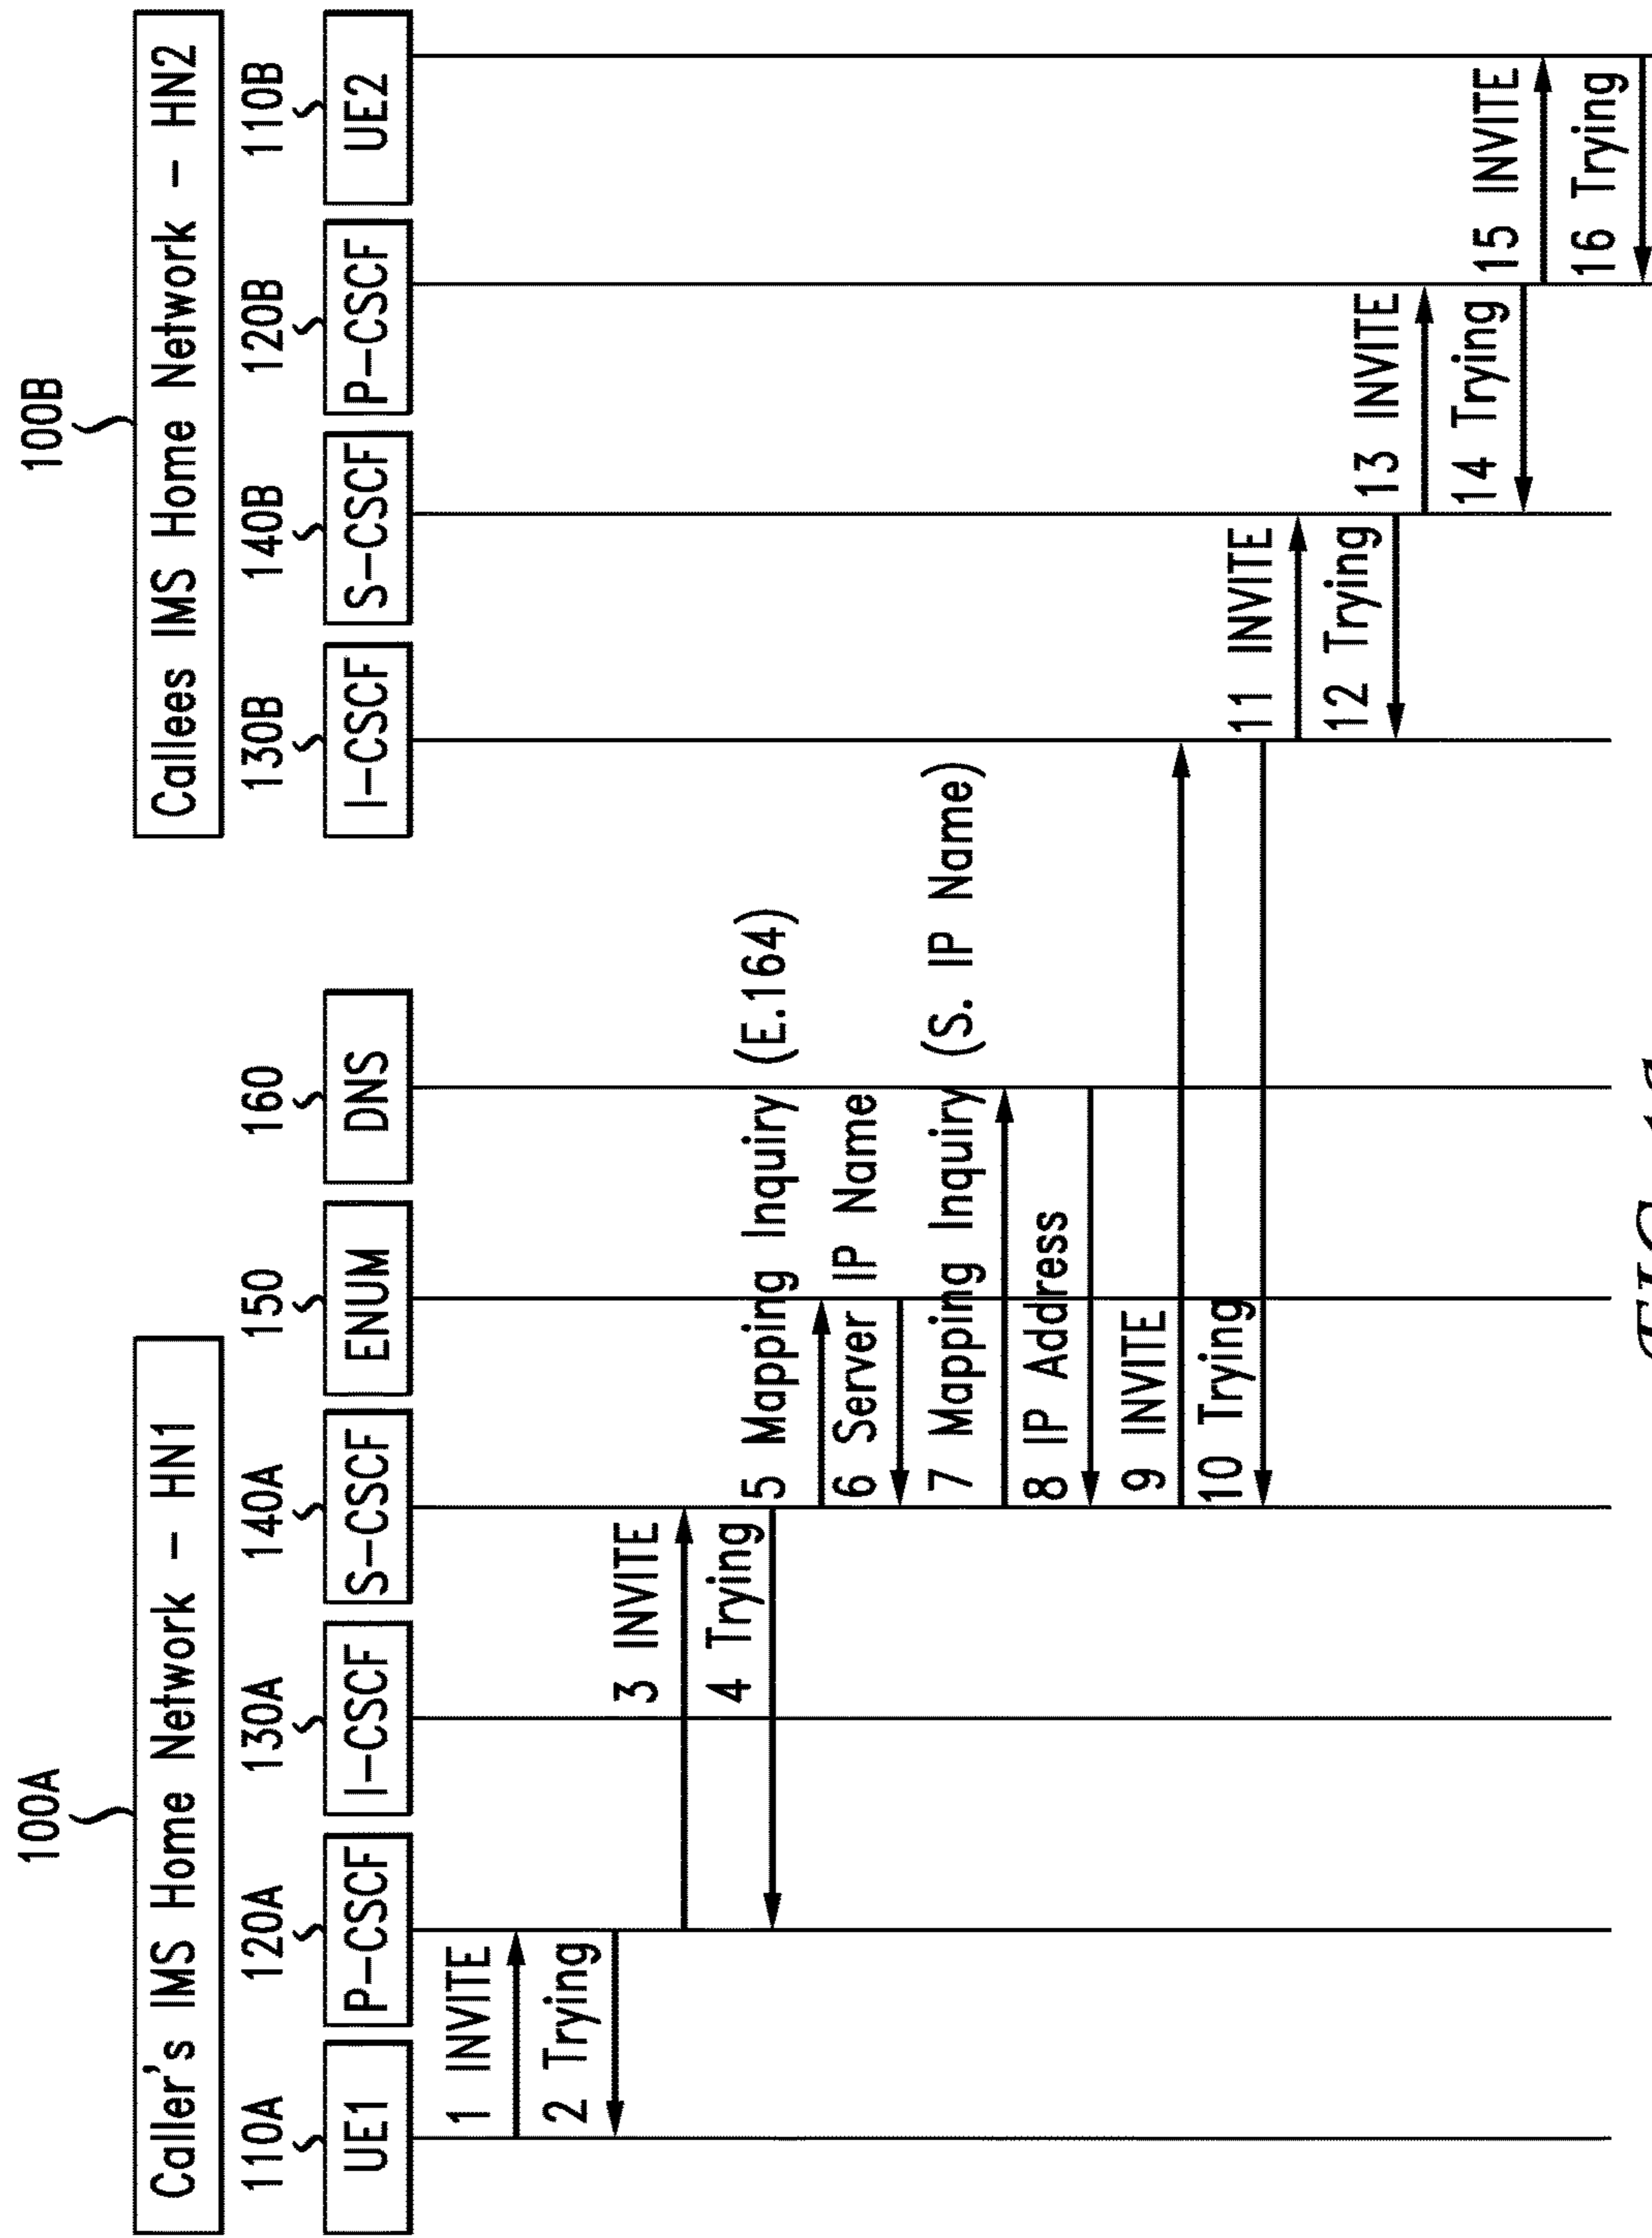 100A
100B
Caller's IMS Home Network - HN1
Callees IMS Home Network - HN2
110A
120A
130A
140A
150
160
130B
140B
120B
110B
UE1
P-CSCF
I-CSCF
S-CSCF
ENUM
DNS
I-CSCF
S-CSCF
P-CSCF
UE2
1 INVITE
2 Trying
3 INVITE
4 Trying
5 Mapping Inquiry (E.164)
6 Server IP Name
7 Mapping Inquiry (S. IP Name)
8 IP Address
9 INVITE
10 Trying
11 INVITE
12 Trying
13 INVITE
14 Trying
15 INVITE
16 Trying